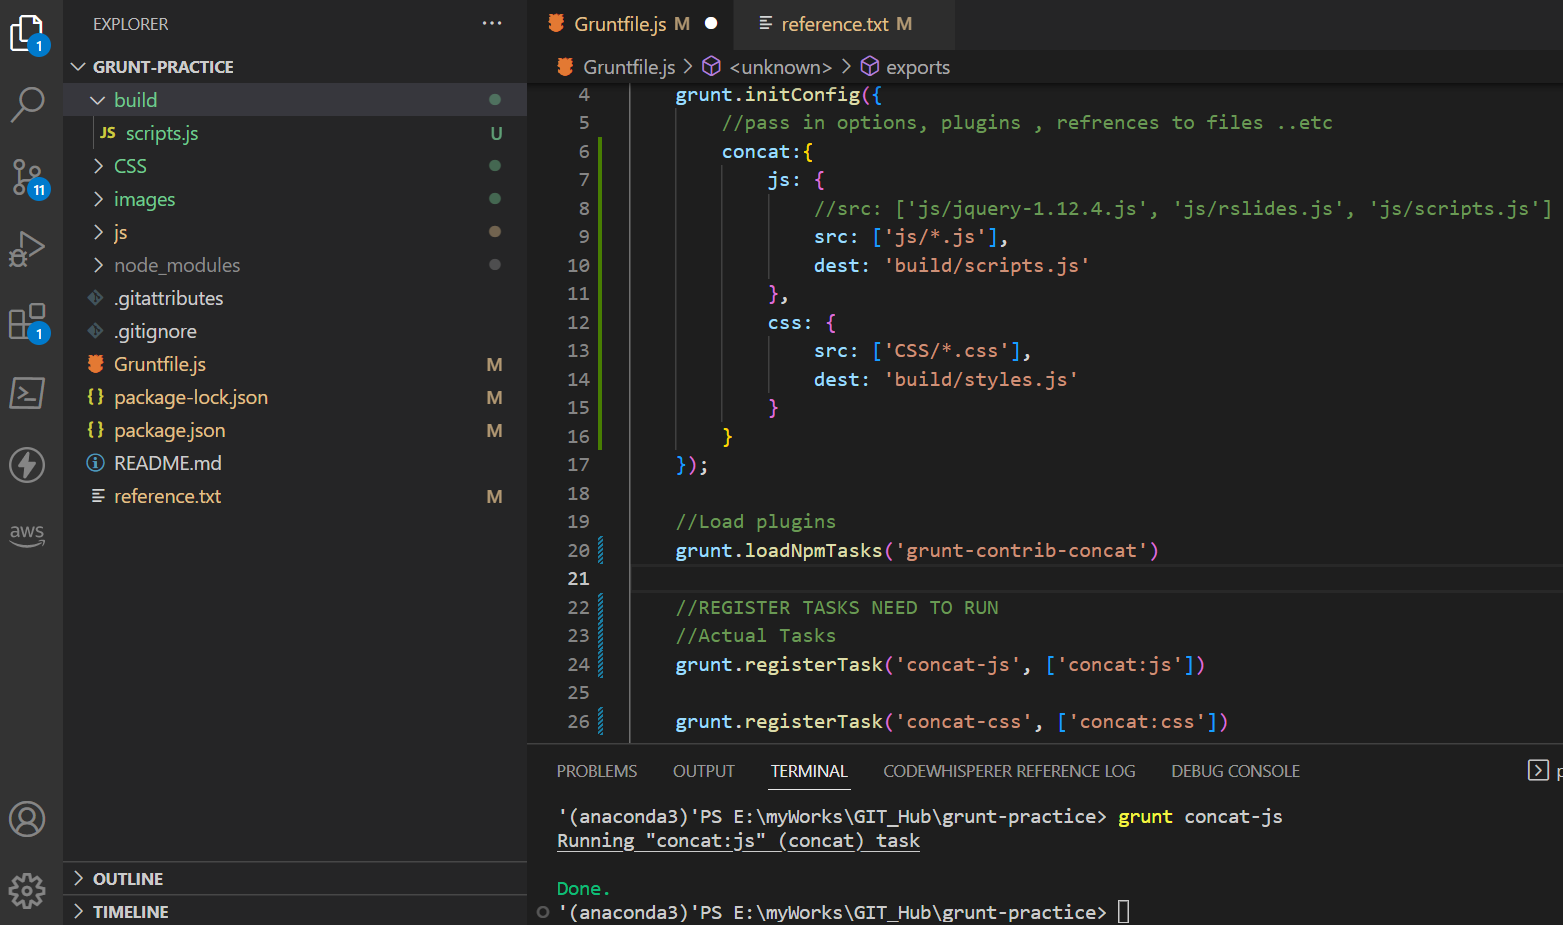 EXPLORER
···
GRUNT-PRACTICE
build
JS scripts.js U
CSS
images
js
node_modules
.gitattributes
.gitignore
Gruntfile.js M
{} package-lock.json M
{} package.json M
README.md
reference.txt M
OUTLINE
TIMELINE
1
11
1
aws
Gruntfile.js M
reference.txt M
Gruntfile.js > <unknown> > exports
4 grunt.initConfig({
5 //pass in options, plugins , refrences to files ..etc
6 concat:{
7 js: {
8 //src: ['js/jquery-1.12.4.js', 'js/rslides.js', 'js/scripts.js']
9 src: ['js/*.js'],
10 dest: 'build/scripts.js'
11 },
12 css: {
13 src: ['CSS/*.css'],
14 dest: 'build/styles.js'
15 }
16 }
17 });
18
19 //Load plugins
20 grunt.loadNpmTasks('grunt-contrib-concat')
21
22 //REGISTER TASKS NEED TO RUN
23 //Actual Tasks
24 grunt.registerTask('concat-js', ['concat:js'])
25
26 grunt.registerTask('concat-css', ['concat:css'])
PROBLEMS OUTPUT TERMINAL CODEWHISPERER REFERENCE LOG DEBUG CONSOLE
'(anaconda3)'PS E:\myWorks\GIT_Hub\grunt-practice> grunt concat-js
Running "concat:js" (concat) task
Done.
'(anaconda3)'PS E:\myWorks\GIT_Hub\grunt-practice>